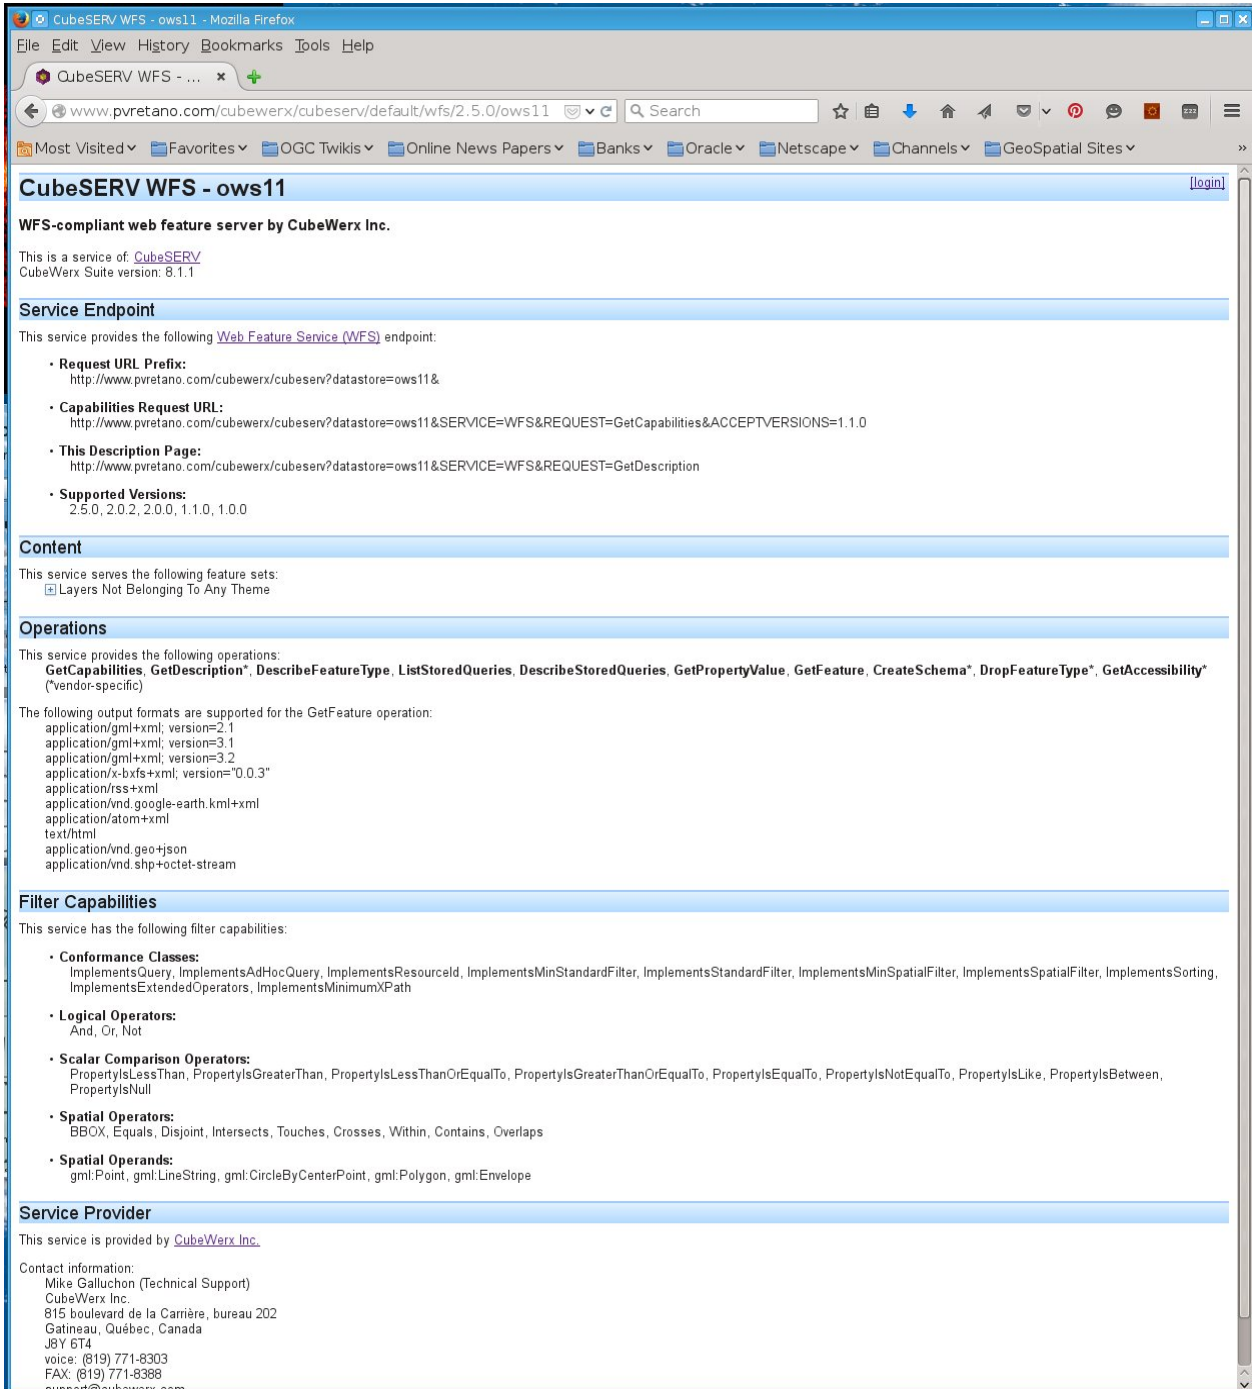 CubeSERV WFS - ows11 - Mozilla Firefox
File Edit View History Bookmarks Tools Help
CubeSERV WFS - ...
www.pvretano.com/cubewerx/cubeserv/default/wfs/2.5.0/ows11
Search
Most Visited Favorites OGC Twikis Online News Papers Banks Oracle Netscape Channels GeoSpatial Sites »
CubeSERV WFS - ows11 [login]
WFS-compliant web feature server by CubeWerx Inc.
This is a service of: CubeSERV
CubeWerx Suite version: 8.1.1
Service Endpoint
This service provides the following Web Feature Service (WFS) endpoint:
• Request URL Prefix:
http://www.pvretano.com/cubewerx/cubeserv?datastore=ows11&
• Capabilities Request URL:
http://www.pvretano.com/cubewerx/cubeserv?datastore=ows11&SERVICE=WFS&REQUEST=GetCapabilities&ACCEPTVERSIONS=1.1.0
• This Description Page:
http://www.pvretano.com/cubewerx/cubeserv?datastore=ows11&SERVICE=WFS&REQUEST=GetDescription
• Supported Versions:
2.5.0, 2.0.2, 2.0.0, 1.1.0, 1.0.0
Content
This service serves the following feature sets:
Layers Not Belonging To Any Theme
Operations
This service provides the following operations:
GetCapabilities, GetDescription*, DescribeFeatureType, ListStoredQueries, DescribeStoredQueries, GetPropertyValue, GetFeature, CreateSchema*, DropFeatureType*, GetAccessibility*
(*vendor-specific)
The following output formats are supported for the GetFeature operation:
application/gml+xml; version=2.1
application/gml+xml; version=3.1
application/gml+xml; version=3.2
application/x-bxfs+xml; version="0.0.3"
application/rss+xml
application/vnd.google-earth.kml+xml
application/atom+xml
text/html
application/vnd.geo+json
application/vnd.shp+octet-stream
Filter Capabilities
This service has the following filter capabilities:
• Conformance Classes:
ImplementsQuery, ImplementsAdHocQuery, ImplementsResourceId, ImplementsMinStandardFilter, ImplementsStandardFilter, ImplementsMinSpatialFilter, ImplementsSpatialFilter, ImplementsSorting,
ImplementsExtendedOperators, ImplementsMinimumXPath
• Logical Operators:
And, Or, Not
• Scalar Comparison Operators:
PropertyIsLessThan, PropertyIsGreaterThan, PropertyIsLessThanOrEqualTo, PropertyIsGreaterThanOrEqualTo, PropertyIsEqualTo, PropertyIsNotEqualTo, PropertyIsLike, PropertyIsBetween,
PropertyIsNull
• Spatial Operators:
BBOX, Equals, Disjoint, Intersects, Touches, Crosses, Within, Contains, Overlaps
• Spatial Operands:
gml:Point, gml:LineString, gml:CircleByCenterPoint, gml:Polygon, gml:Envelope
Service Provider
This service is provided by CubeWerx Inc.
Contact information:
Mike Galluchon (Technical Support)
CubeWerx Inc.
815 boulevard de la Carrière, bureau 202
Gatineau, Québec, Canada
J8Y 6T4
voice: (819) 771-8303
FAX: (819) 771-8388
support@cubewerx.com